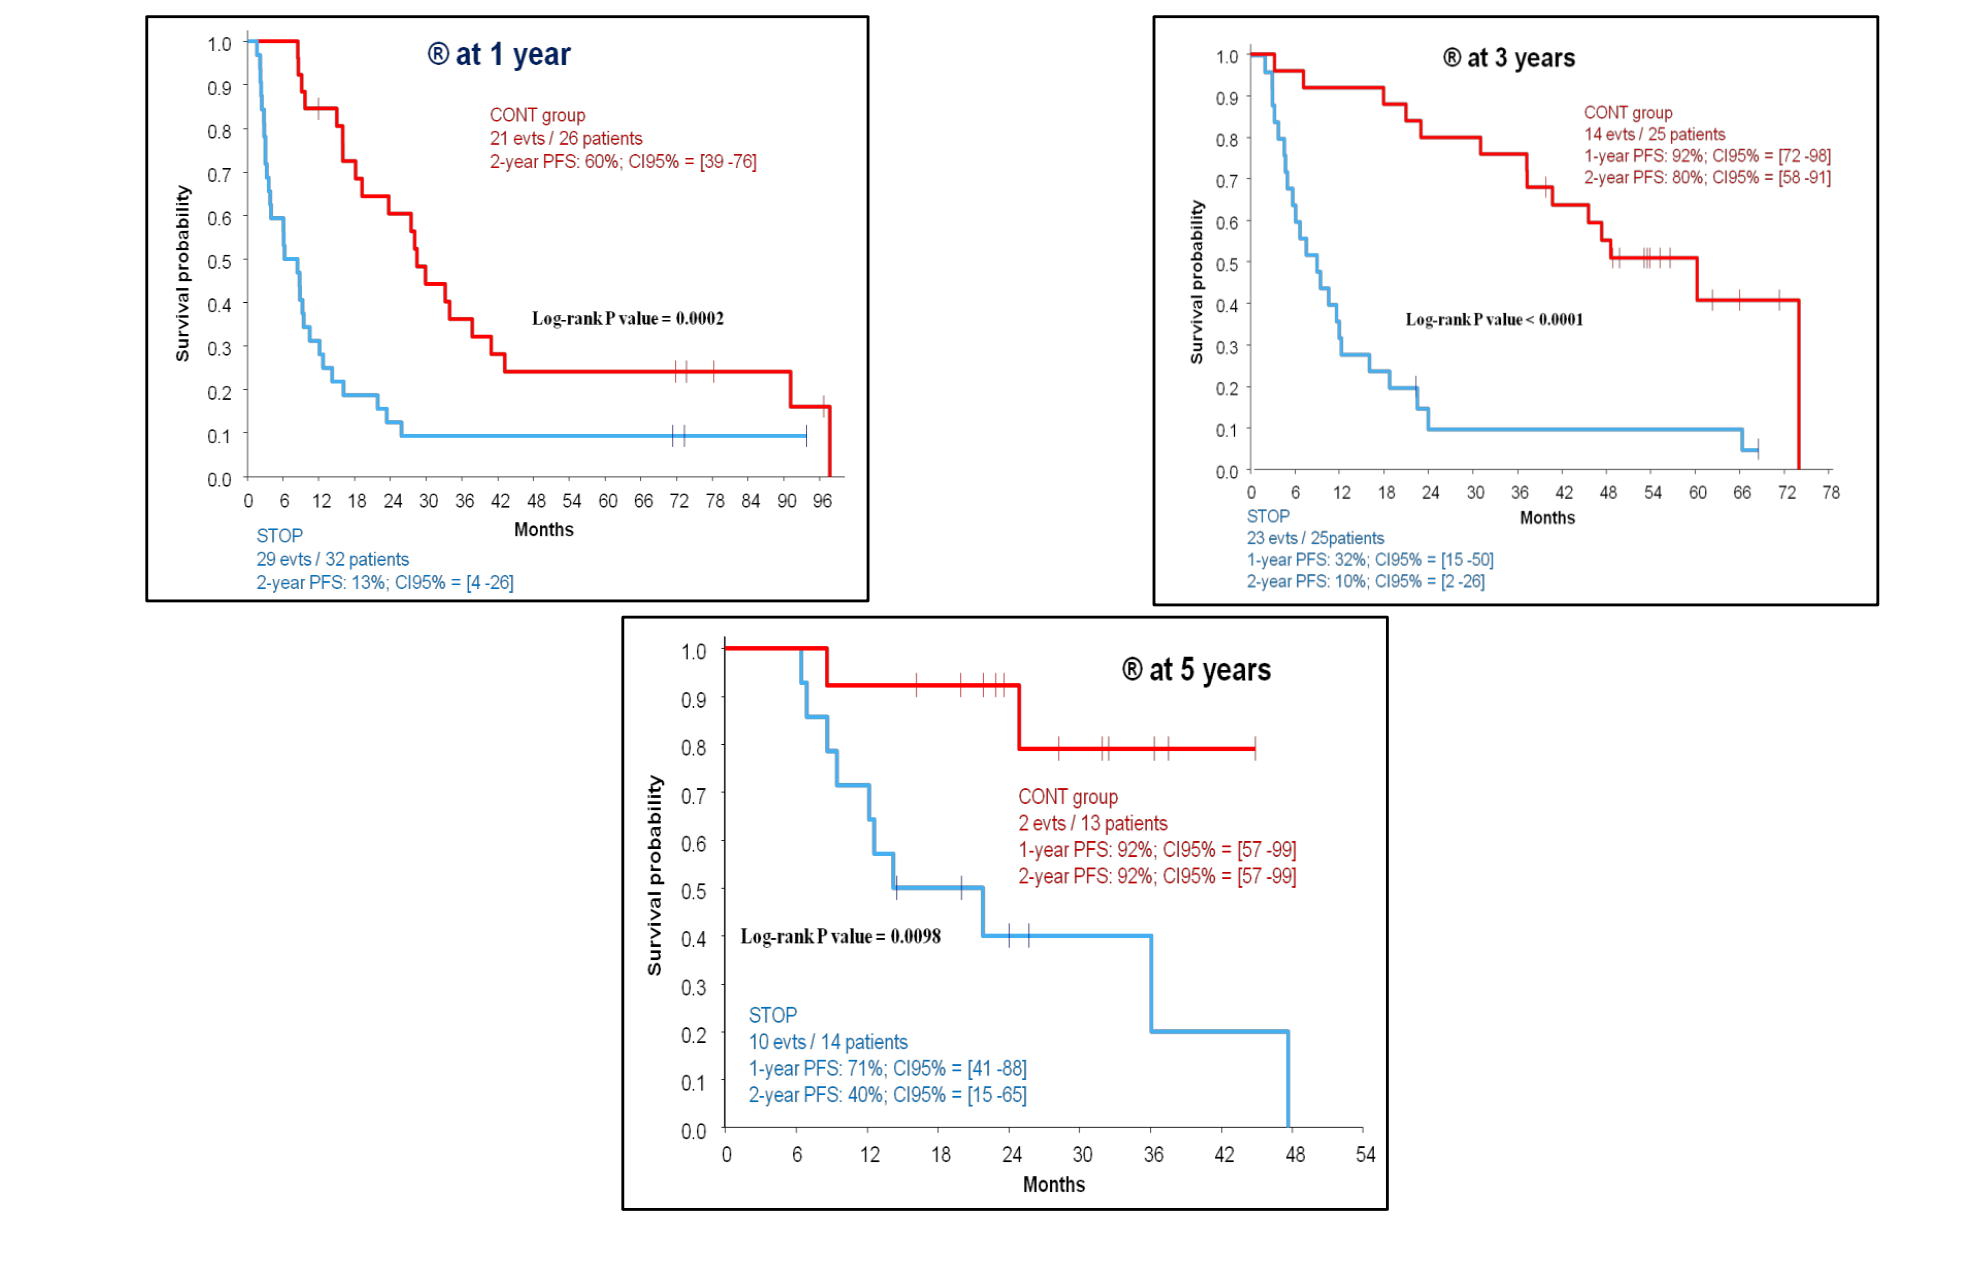 ® at 1 year
CONT group
21 evts / 26 patients
2-year PFS: 60%; CI95% = [39 -76]
Log-rank P value = 0.0002
Survival probability
1.0
0.9
0.8
0.7
0.6
0.5
0.4
0.3
0.2
0.1
0.0
0 6 12 18 24 30 36 42 48 54 60 66 72 78 84 90 96
Months
STOP
29 evts / 32 patients
2-year PFS: 13%; CI95% = [4 -26]
® at 3 years
CONT group
14 evts / 25 patients
1-year PFS: 92%; CI95% = [72 -98]
2-year PFS: 80%; CI95% = [58 -91]
Log-rank P value < 0.0001
Survival probability
1.0
0.9
0.8
0.7
0.6
0.5
0.4
0.3
0.2
0.1
0.0
0 6 12 18 24 30 36 42 48 54 60 66 72 78
Months
STOP
23 evts / 25patients
1-year PFS: 32%; CI95% = [15 -50]
2-year PFS: 10%; CI95% = [2 -26]
® at 5 years
CONT group
2 evts / 13 patients
1-year PFS: 92%; CI95% = [57 -99]
2-year PFS: 92%; CI95% = [57 -99]
Log-rank P value = 0.0098
STOP
10 evts / 14 patients
1-year PFS: 71%; CI95% = [41 -88]
2-year PFS: 40%; CI95% = [15 -65]
Survival probability
1.0
0.9
0.8
0.7
0.6
0.5
0.4
0.3
0.2
0.1
0.0
0 6 12 18 24 30 36 42 48 54
Months